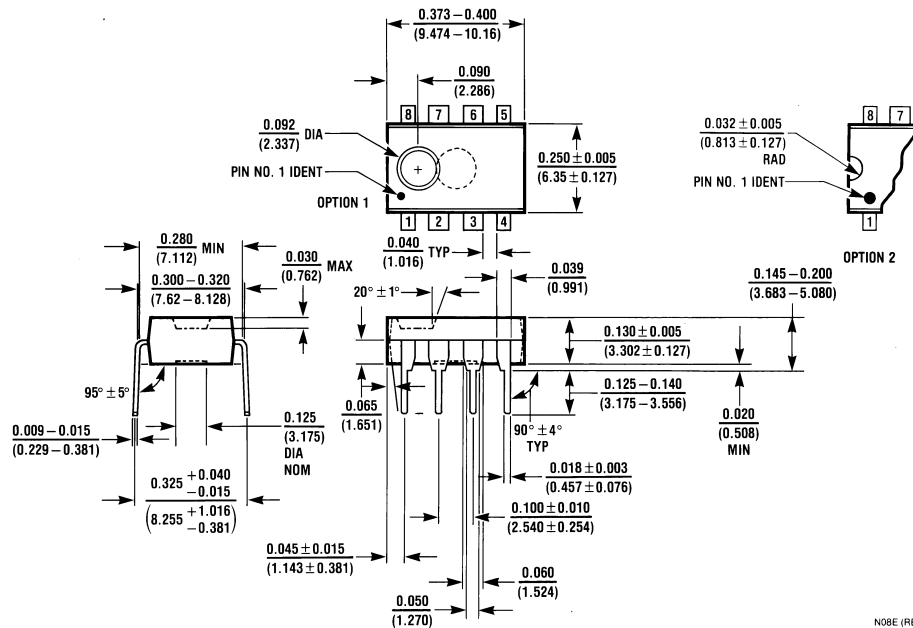 0.373 – 0.400
(9.474 – 10.16)
0.090
(2.286)
8 7 6 5
0.092 DIA
(2.337)
PIN NO. 1 IDENT
OPTION 1
0.250 ± 0.005
(6.35 ± 0.127)
1 2 3 4
8 7
0.032 ± 0.005
(0.813 ± 0.127)
RAD
PIN NO. 1 IDENT
1
OPTION 2
0.280 MIN
(7.112)
0.030 MAX
(0.762)
0.300 – 0.320
(7.62 – 8.128)
0.040 TYP
(1.016)
0.039
(0.991)
20° ± 1°
0.145 – 0.200
(3.683 – 5.080)
0.130 ± 0.005
(3.302 ± 0.127)
95° ± 5°
0.009 – 0.015
(0.229 – 0.381)
0.125
(3.175)
DIA
NOM
0.065
(1.651)
0.125 – 0.140
(3.175 – 3.556)
90° ± 4°
TYP
0.020
(0.508)
MIN
0.325 +0.040
−0.015
(8.255 +1.016
−0.381)
0.018 ± 0.003
(0.457 ± 0.076)
0.100 ± 0.010
(2.540 ± 0.254)
0.045 ± 0.015
(1.143 ± 0.381)
0.060
(1.524)
0.050
(1.270)
N08E (RE